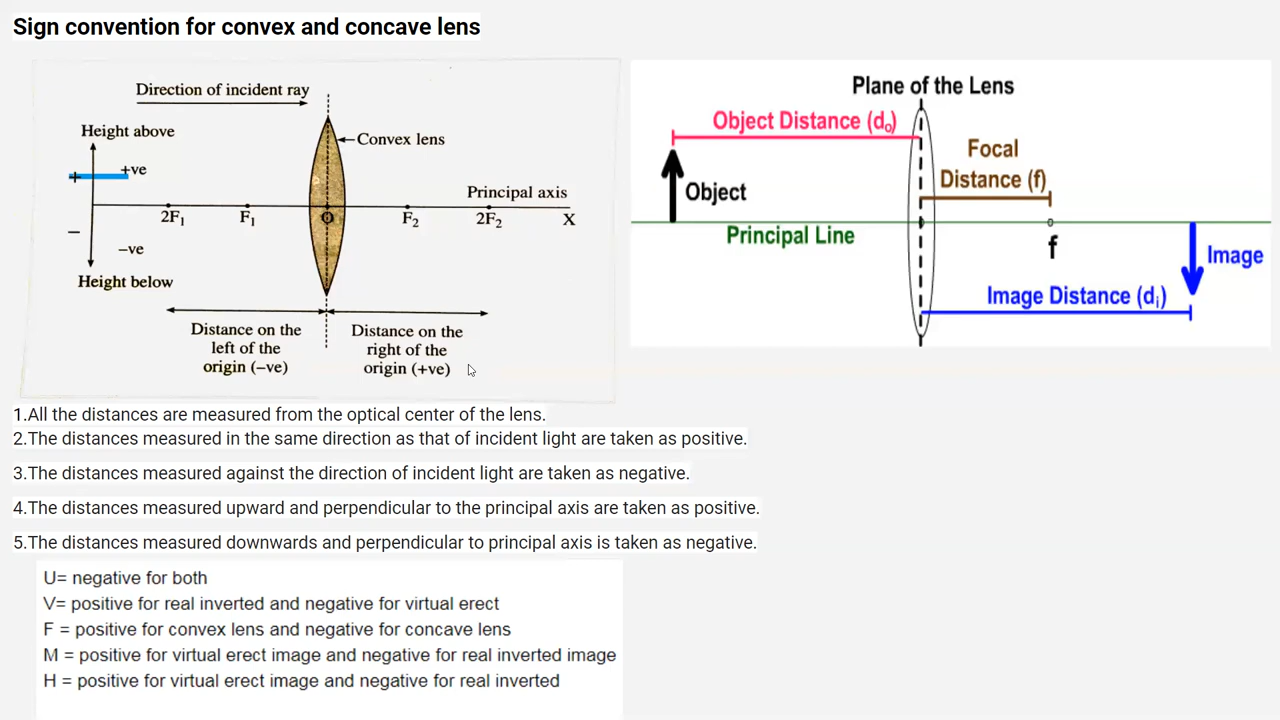 Sign convention for convex and concave lens
Direction of incident ray
Height above
Convex lens
+ +ve
Principal axis
2F₁ F₁ O F₂ 2F₂ X
− −ve
Height below
Distance on the
left of the
origin (−ve)
Distance on the
right of the
origin (+ve)
Plane of the Lens
Object Distance (dₒ)
Focal
Distance (f)
Object
Principal Line
f
Image
Image Distance (dᵢ)
1.All the distances are measured from the optical center of the lens.
2.The distances measured in the same direction as that of incident light are taken as positive.
3.The distances measured against the direction of incident light are taken as negative.
4.The distances measured upward and perpendicular to the principal axis are taken as positive.
5.The distances measured downwards and perpendicular to principal axis is taken as negative.
U= negative for both
V= positive for real inverted and negative for virtual erect
F = positive for convex lens and negative for concave lens
M = positive for virtual erect image and negative for real inverted image
H = positive for virtual erect image and negative for real inverted